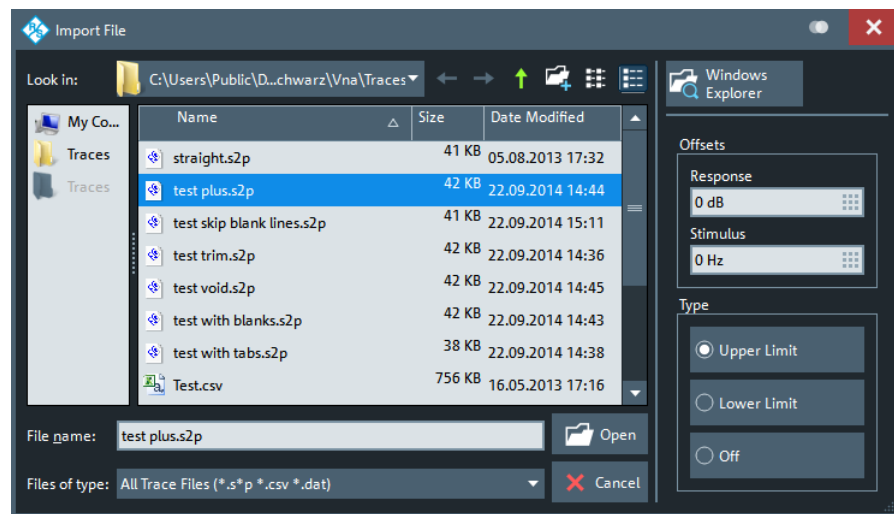 Import File
Look in: C:\Users\Public\D...chwarz\Vna\Traces
Windows
Explorer
My Co...
Traces
Traces
Name Size Date Modified
straight.s2p 41 KB 05.08.2013 17:32
test plus.s2p 42 KB 22.09.2014 14:44
test skip blank lines.s2p 41 KB 22.09.2014 15:11
test trim.s2p 42 KB 22.09.2014 14:36
test void.s2p 42 KB 22.09.2014 14:45
test with blanks.s2p 42 KB 22.09.2014 14:43
test with tabs.s2p 38 KB 22.09.2014 14:38
Test.csv 756 KB 16.05.2013 17:16
File name: test plus.s2p Open
Files of type: All Trace Files (*.s*p *.csv *.dat) Cancel
Offsets
Response
0 dB
Stimulus
0 Hz
Type
Upper Limit
Lower Limit
Off